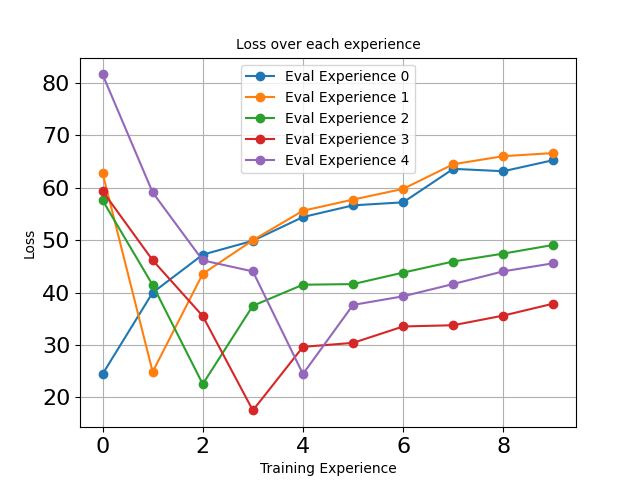 Loss over each experience
Eval Experience 0
Eval Experience 1
Eval Experience 2
Eval Experience 3
Eval Experience 4
80
70
60
50
40
30
20
Loss
0 2 4 6 8
Training Experience